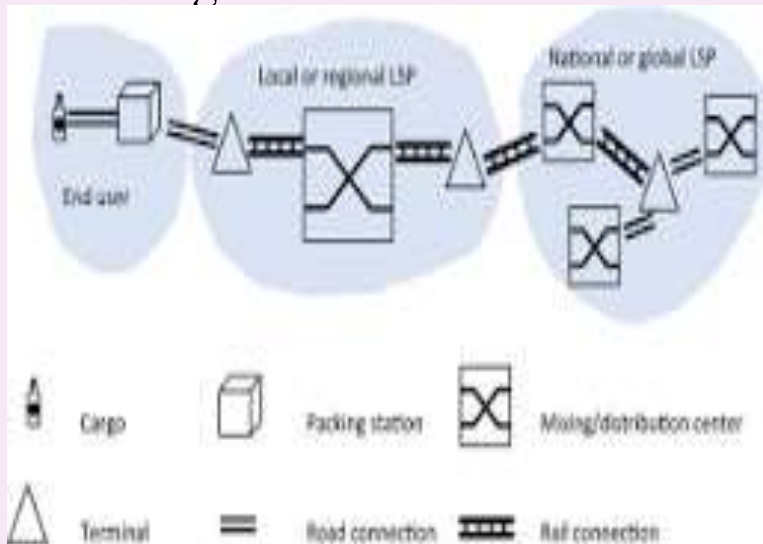 Local or regional LSP
National or global LSP
End user
Cargo
Packing station
Mixing/distribution center
Terminal
Road connection
Rail connection